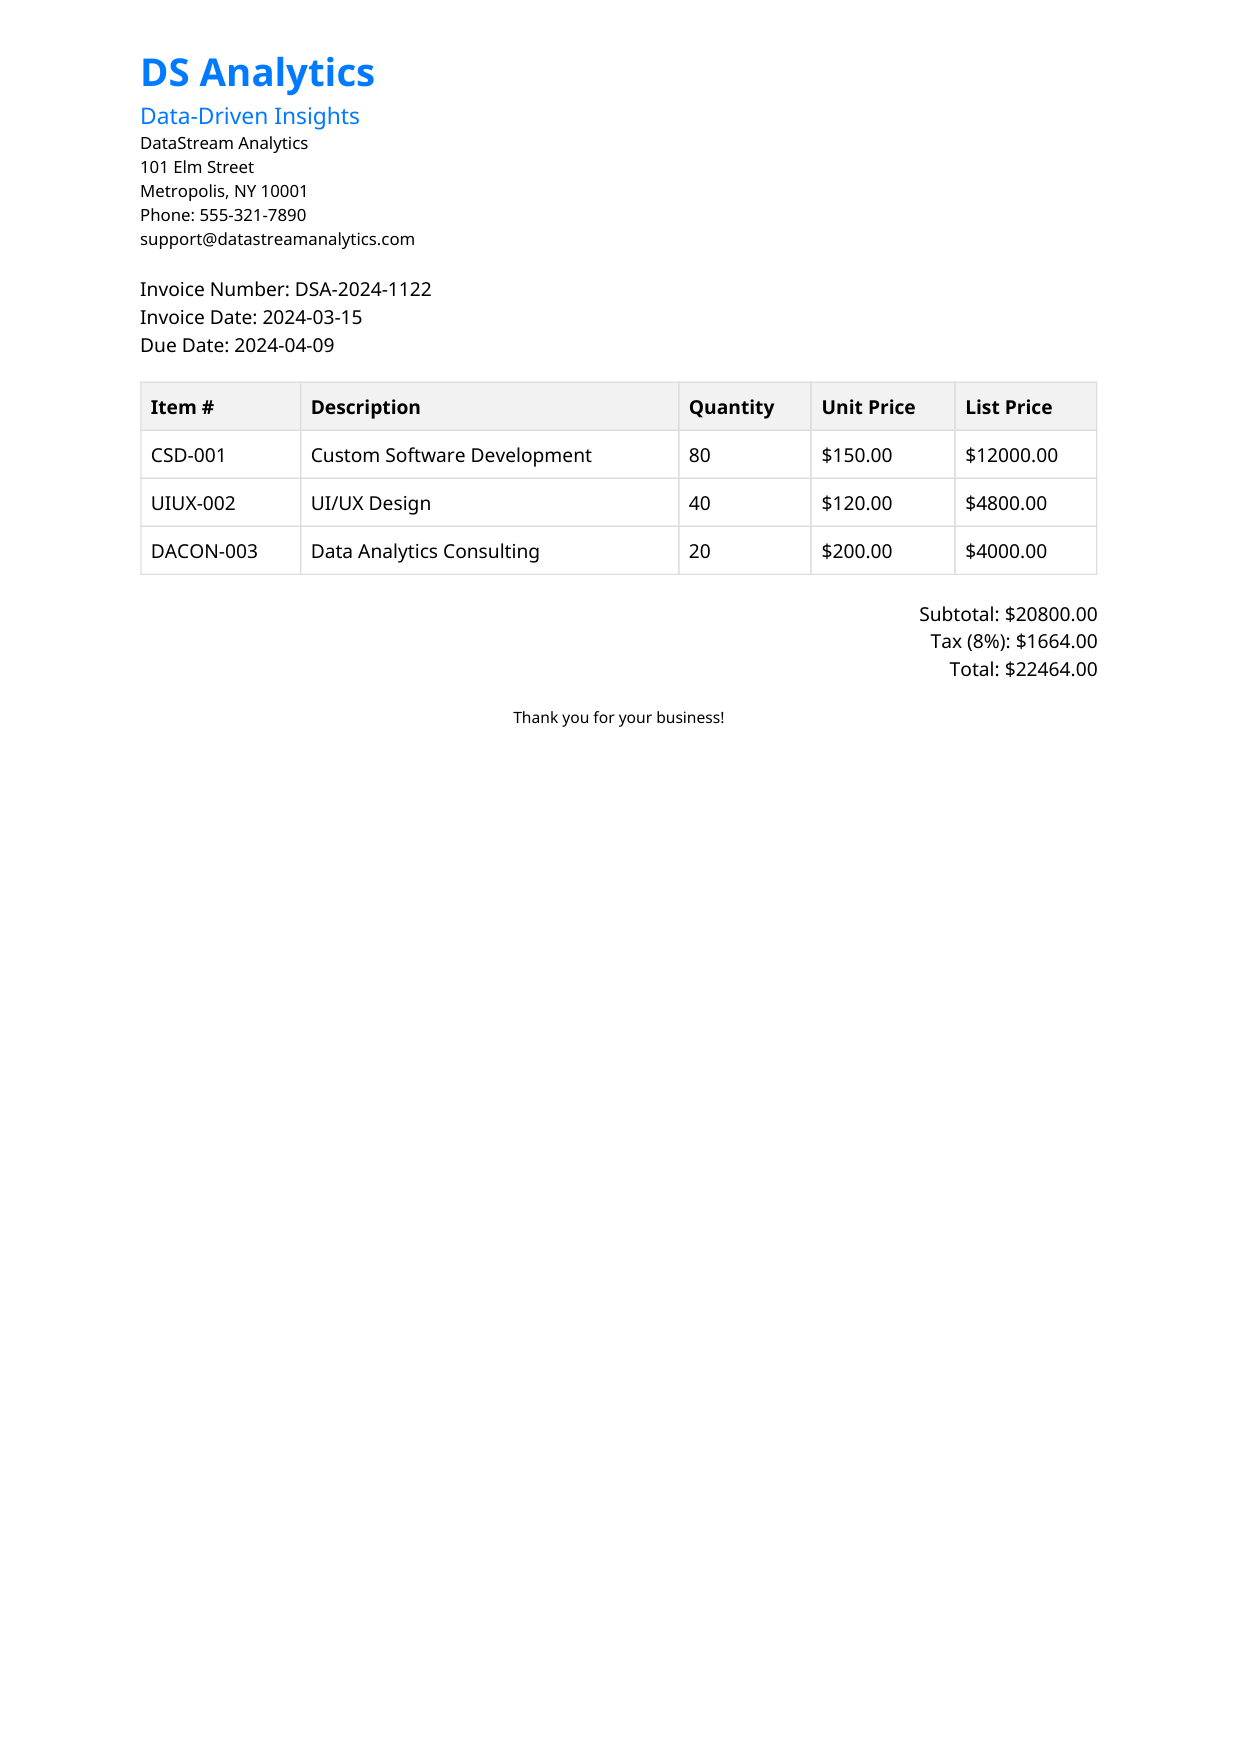 DS Analytics
Data-Driven Insights
DataStream Analytics
101 Elm Street
Metropolis, NY 10001
Phone: 555-321-7890
support@datastreamanalytics.com
Invoice Number: DSA-2024-1122
Invoice Date: 2024-03-15
Due Date: 2024-04-09
Item # Description Quantity Unit Price List Price
CSD-001 Custom Software Development 80 $150.00 $12000.00
UIUX-002 UI/UX Design 40 $120.00 $4800.00
DACON-003 Data Analytics Consulting 20 $200.00 $4000.00
Subtotal: $20800.00
Tax (8%): $1664.00
Total: $22464.00
Thank you for your business!